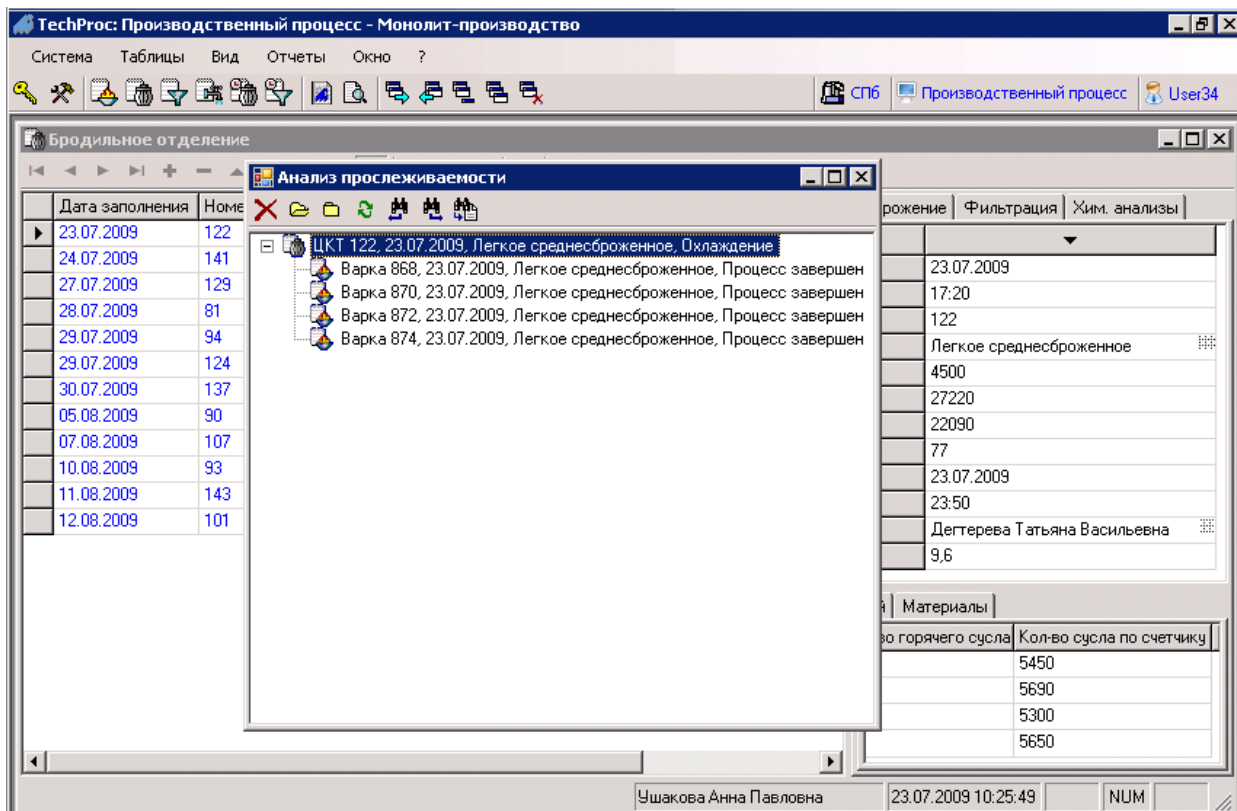 TechProc: Производственный процесс - Монолит-производство
Система Таблицы Вид Отчеты Окно ?
СПб Производственный процесс User34
Бродильное отделение
Анализ прослеживаемости
Дата заполнения Номе
рожение Фильтрация Хим. анализы
23.07.2009 122
24.07.2009 141
27.07.2009 129
28.07.2009 81
29.07.2009 94
29.07.2009 124
30.07.2009 137
05.08.2009 90
07.08.2009 107
10.08.2009 93
11.08.2009 143
12.08.2009 101
ЦКТ 122, 23.07.2009, Легкое среднесброженное, Охлаждение
Варка 868, 23.07.2009, Легкое среднесброженное, Процесс завершен
Варка 870, 23.07.2009, Легкое среднесброженное, Процесс завершен
Варка 872, 23.07.2009, Легкое среднесброженное, Процесс завершен
Варка 874, 23.07.2009, Легкое среднесброженное, Процесс завершен
23.07.2009
17:20
122
Легкое среднесброженное
4500
27220
22090
77
23.07.2009
23:50
Дегтерева Татьяна Васильевна
9,6
й Материалы
во горячего сусла Кол-во сусла по счетчику
5450
5690
5300
5650
Ушакова Анна Павловна 23.07.2009 10:25:49 NUM